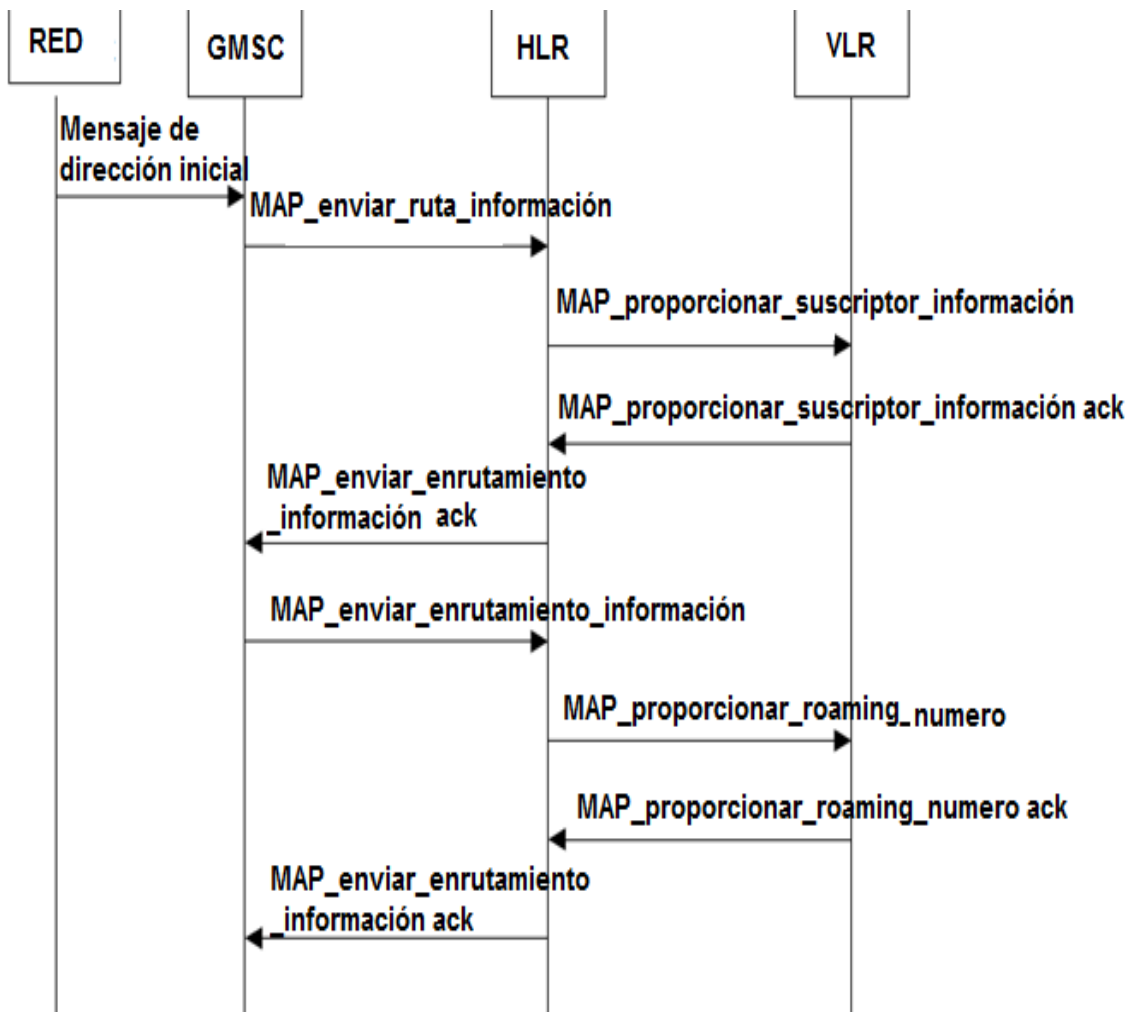 RED
GMSC
HLR
VLR
Mensaje de
dirección inicial
MAP_enviar_ruta_información
MAP_proporcionar_suscriptor_información
MAP_proporcionar_suscriptor_información ack
MAP_enviar_enrutamiento
_información ack
MAP_enviar_enrutamiento_información
MAP_proporcionar_roaming_numero
MAP_proporcionar_roaming_numero ack
MAP_enviar_enrutamiento
_información ack